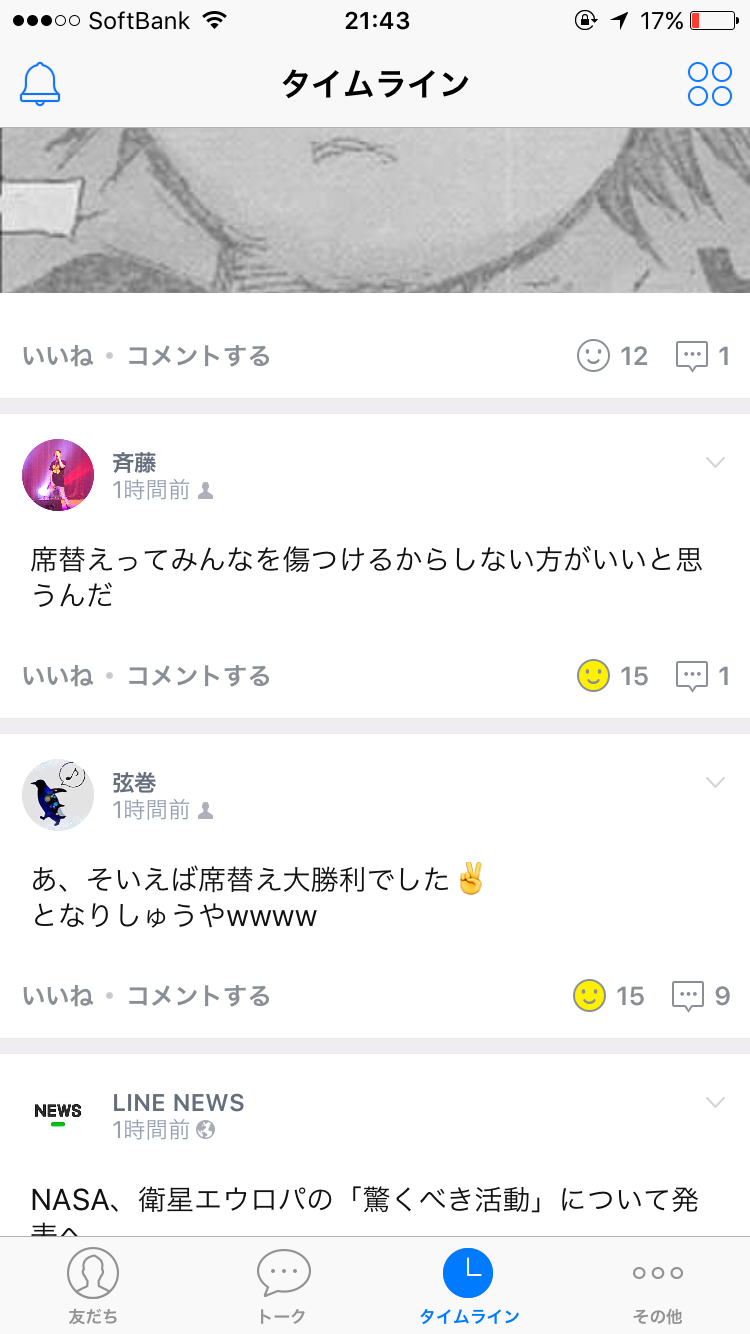 SoftBank 21:43 17%
タイムライン
いいね • コメントする 12 1
斉藤
1時間前
席替えってみんなを傷つけるからしない方がいいと思
うんだ
いいね • コメントする 15 1
弦巻
1時間前
あ、そいえば席替え大勝利でした✌
となりしゅうやwwww
いいね • コメントする 15 9
NEWS
LINE NEWS
1時間前
NASA、衛星エウロパの「驚くべき活動」について発
表へ
友だち トーク タイムライン その他